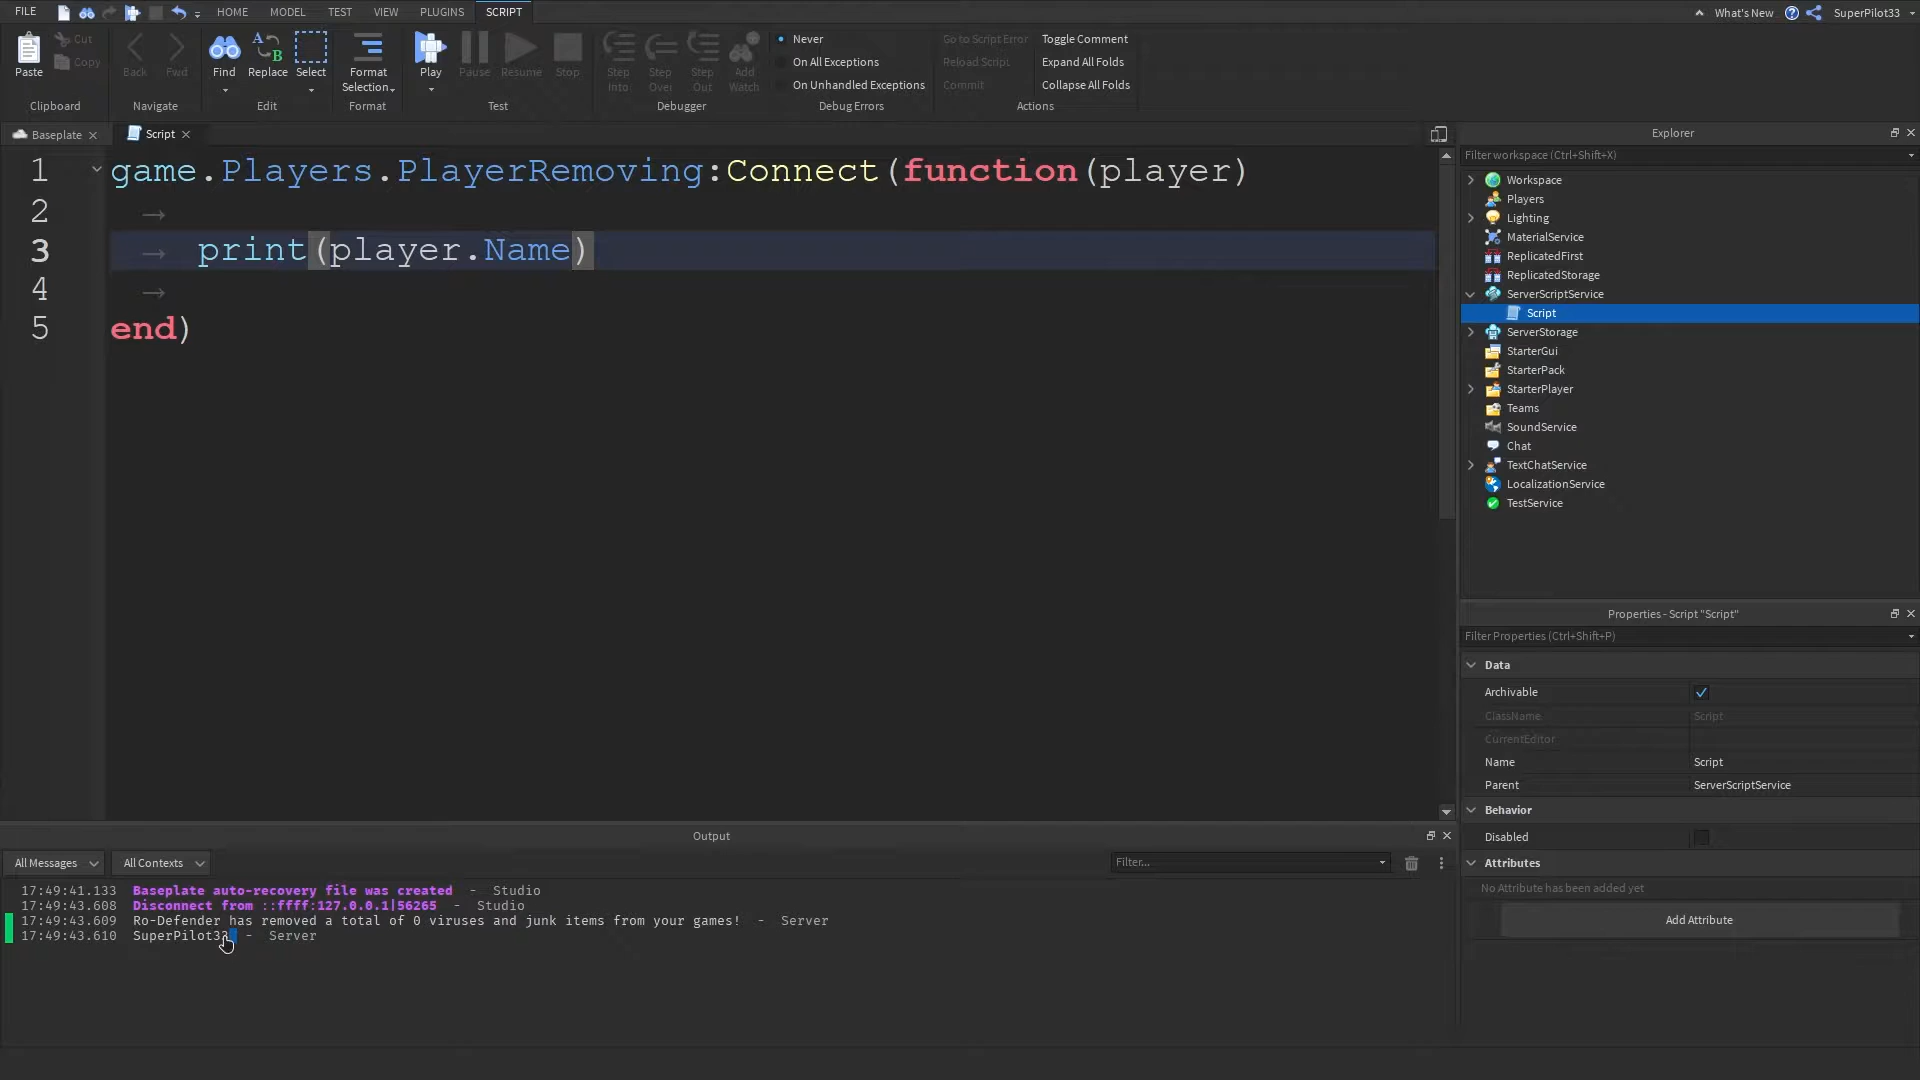 FILE HOME MODEL TEST VIEW PLUGINS SCRIPT What's New SuperPilot33
Paste Cut Copy Back Fwd Find Replace Select Format Selection Play Pause Resume Stop Step Into Step Over Step Out Add Watch
Never
On All Exceptions
On Unhandled Exceptions
Go to Script Error
Reload Script
Commit
Toggle Comment
Expand All Folds
Collapse All Folds
Clipboard Navigate Edit Format Test Debugger Debug Errors Actions
Baseplate Script
1 game.Players.PlayerRemoving:Connect(function(player)
2
3 print(player.Name)
4
5 end)
Explorer
Filter workspace (Ctrl+Shift+X)
Workspace
Players
Lighting
MaterialService
ReplicatedFirst
ReplicatedStorage
ServerScriptService
Script
ServerStorage
StarterGui
StarterPack
StarterPlayer
Teams
SoundService
Chat
TextChatService
LocalizationService
TestService
Properties - Script "Script"
Filter Properties (Ctrl+Shift+P)
Data
Archivable
ClassName Script
CurrentEditor
Name Script
Parent ServerScriptService
Behavior
Disabled
Attributes
No Attribute has been added yet
Add Attribute
Output
All Messages All Contexts Filter...
17:49:41.133 Baseplate auto-recovery file was created - Studio
17:49:43.608 Disconnect from ::ffff:127.0.0.1|56265 - Studio
17:49:43.609 Ro-Defender has removed a total of 0 viruses and junk items from your games! - Server
17:49:43.610 SuperPilot33 - Server